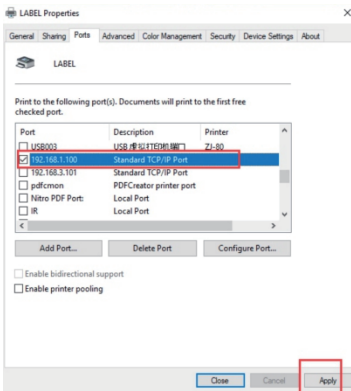 LABEL Properties
General Sharing Ports Advanced Color Management Security Device Settings About
LABEL
Print to the following port(s). Documents will print to the first free
checked port.
Port Description Printer
USB003 USB 虚拟打印机端口 ZJ-80
192.168.1.100 Standard TCP/IP Port
192.168.3.101 Standard TCP/IP Port
pdfcmon PDFCreator printer port
Nitro PDF Port: Local Port
IR Local Port
Add Port... Delete Port Configure Port...
Enable bidirectional support
Enable printer pooling
Close Cancel Apply